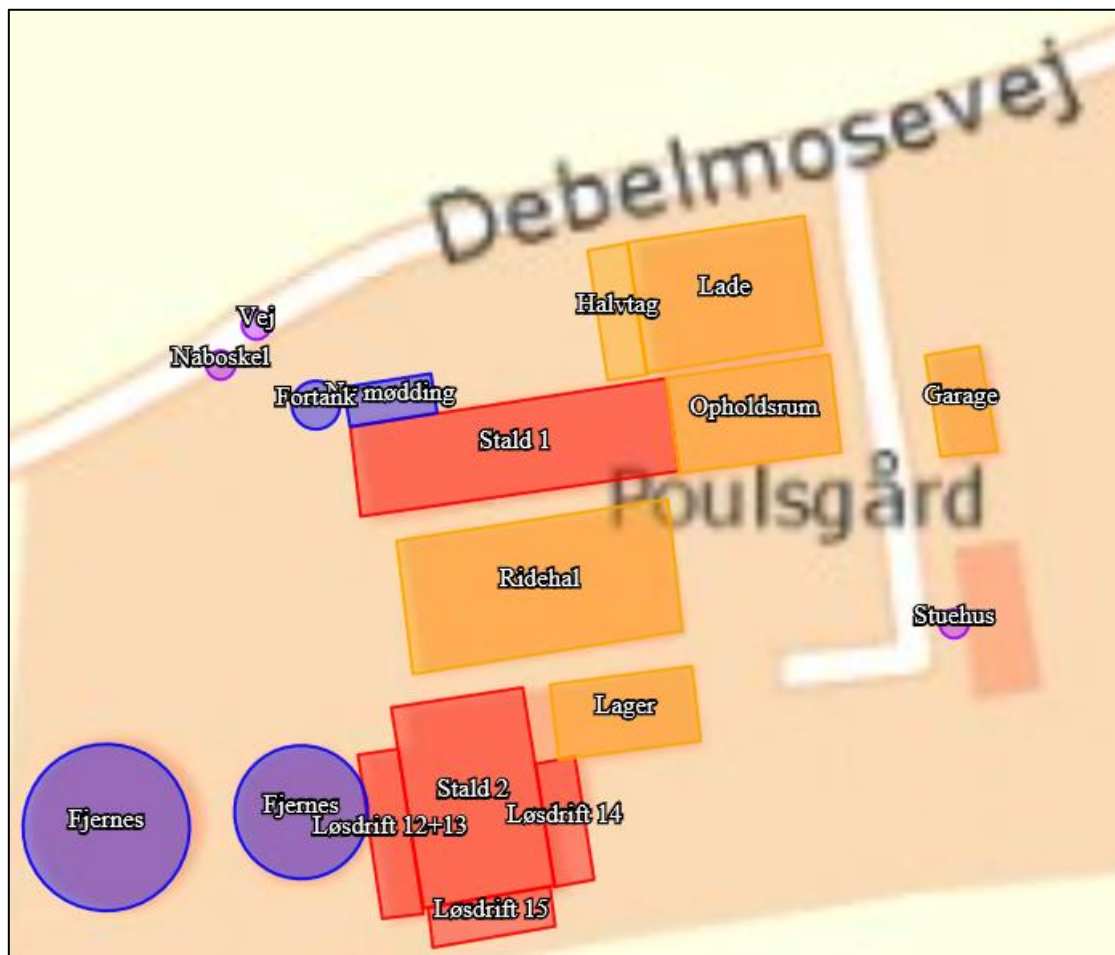 Debelmosevej
Halvtag
Lade
Vej
Naboskel
Fortank
mødding
Stald 1
Opholdsrum
Garage
Poulsgård
Ridehal
Stuehus
Lager
Fjernes
Fjernes
Stald 2
Løsdrift 12+13
Løsdrift 14
Løsdrift 15